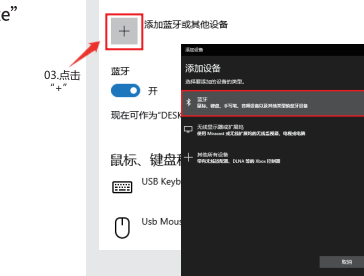 ce”
添加蓝牙或其他设备
03.点击
“+”
蓝牙
开
现在可作为“DESK
鼠标、键盘和
USB Keyb
Usb Mous
添加设备
添加设备
选择要添加的设备的类型。
蓝牙
鼠标、键盘、手写笔、音频设备以及其他类型的蓝牙设备
无线显示器或扩展坞
使用 Miracast 或无线扩展坞的无线监视器、电视或电脑
其他所有设备
带有无线适配器、DLNA 等的 Xbox 控制器
取消